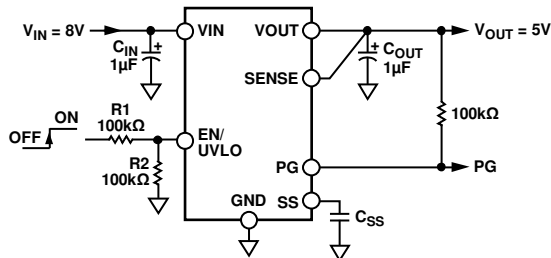 V_IN = 8V
C_IN
1µF
+
VIN
VOUT
SENSE
+
C_OUT
1µF
V_OUT = 5V
100kΩ
OFF
ON
R1
100kΩ
R2
100kΩ
EN/
UVLO
PG
PG
GND
SS
C_SS